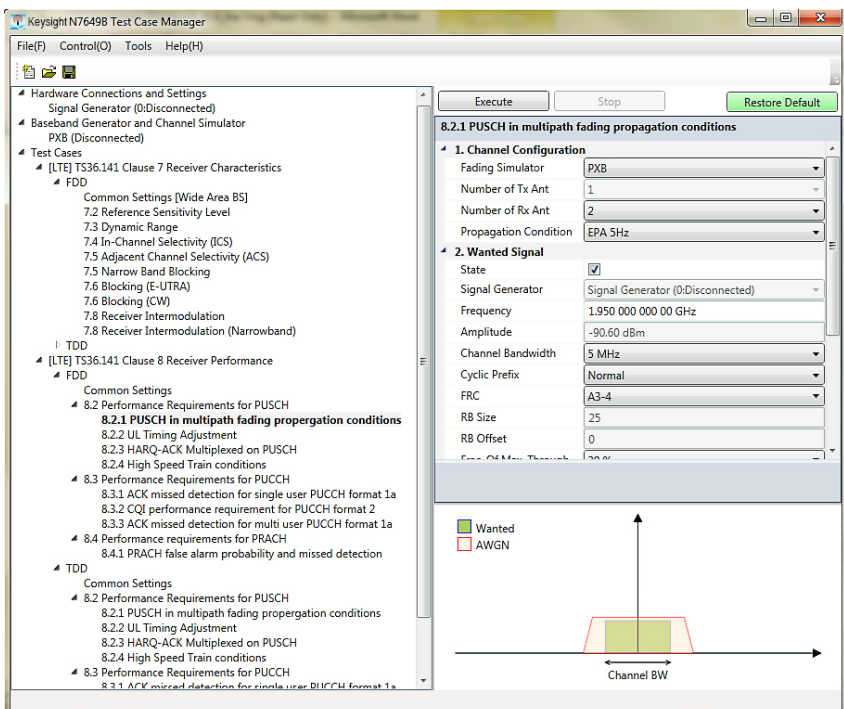 Keysight N7649B Test Case Manager
File(F) Control(O) Tools Help(H)
Hardware Connections and Settings
Signal Generator (0:Disconnected)
Baseband Generator and Channel Simulator
PXB (Disconnected)
Test Cases
[LTE] TS36.141 Clause 7 Receiver Characteristics
FDD
Common Settings [Wide Area BS]
7.2 Reference Sensitivity Level
7.3 Dynamic Range
7.4 In-Channel Selectivity (ICS)
7.5 Adjacent Channel Selectivity (ACS)
7.5 Narrow Band Blocking
7.6 Blocking (E-UTRA)
7.6 Blocking (CW)
7.8 Receiver Intermodulation
7.8 Receiver Intermodulation (Narrowband)
TDD
[LTE] TS36.141 Clause 8 Receiver Performance
FDD
Common Settings
8.2 Performance Requirements for PUSCH
8.2.1 PUSCH in multipath fading propergation conditions
8.2.2 UL Timing Adjustment
8.2.3 HARQ-ACK Multiplexed on PUSCH
8.2.4 High Speed Train conditions
8.3 Performance Requirements for PUCCH
8.3.1 ACK missed detection for single user PUCCH format 1a
8.3.2 CQI performance requirement for PUCCH format 2
8.3.3 ACK missed detection for multi user PUCCH format 1a
8.4 Performance requirements for PRACH
8.4.1 PRACH false alarm probability and missed detection
TDD
Common Settings
8.2 Performance Requirements for PUSCH
8.2.1 PUSCH in multipath fading propergation conditions
8.2.2 UL Timing Adjustment
8.2.3 HARQ-ACK Multiplexed on PUSCH
8.2.4 High Speed Train conditions
8.3 Performance Requirements for PUCCH
8.3.1 ACK missed detection for single user PUCCH format 1a
Execute Stop Restore Default
8.2.1 PUSCH in multipath fading propagation conditions
1. Channel Configuration
Fading Simulator PXB
Number of Tx Ant 1
Number of Rx Ant 2
Propagation Condition EPA 5Hz
2. Wanted Signal
State
Signal Generator Signal Generator (0:Disconnected)
Frequency 1.950 000 000 00 GHz
Amplitude -90.60 dBm
Channel Bandwidth 5 MHz
Cyclic Prefix Normal
FRC A3-4
RB Size 25
RB Offset 0
Wanted
AWGN
Channel BW